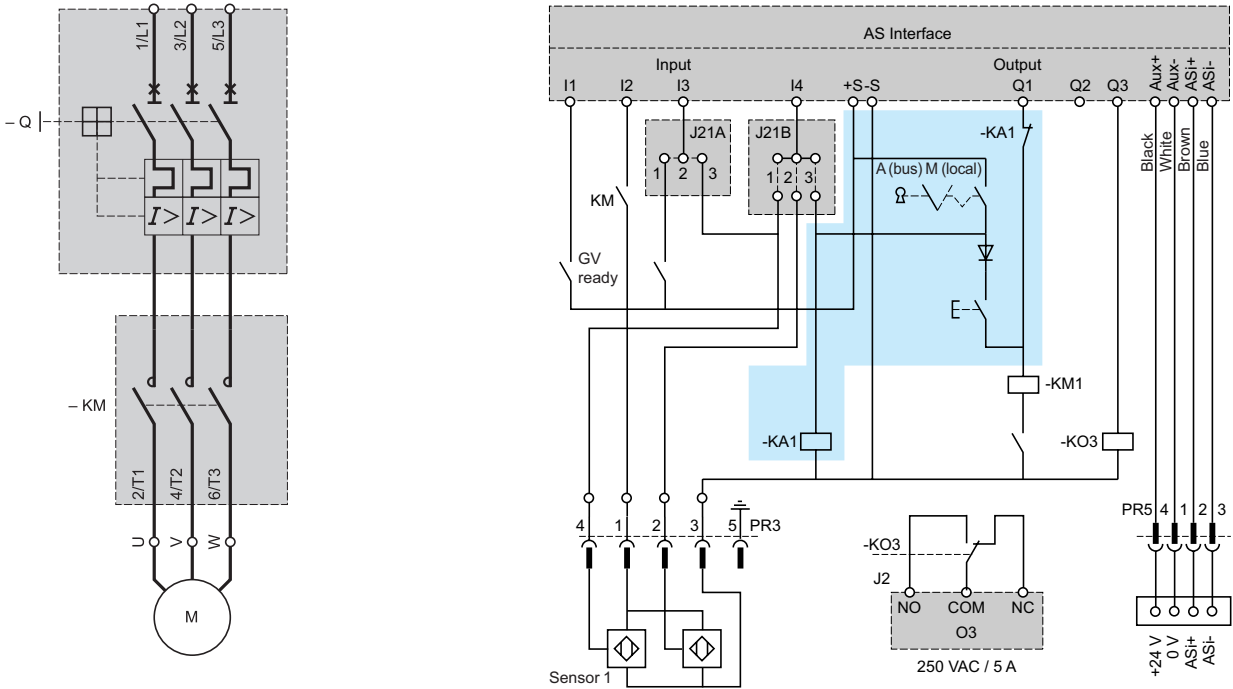 1/L1
3/L2
5/L3
– Q
I>
I>
I>
– KM
2/T1
4/T2
6/T3
U
V
W
M
AS Interface
Input
Output
I1
I2
I3
I4
+S-S
Q1
Q2
Q3
Aux+
Aux-
ASi+
ASi-
J21A
1
2
3
J21B
1
2
3
-KA1
A (bus) M (local)
KM
GV
ready
Black
White
Brown
Blue
-KM1
-KA1
-KO3
4
1
2
3
5
PR3
PR5
4
1
2
3
-KO3
J2
NO
COM
NC
O3
250 VAC / 5 A
Sensor 1
+24 V
0 V
ASi+
ASi-